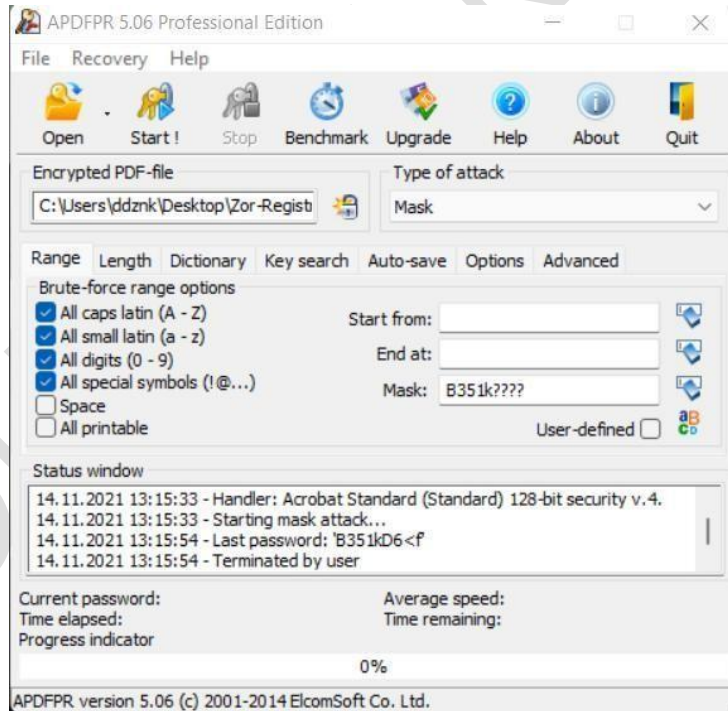 APDFPR 5.06 Professional Edition
File Recovery Help
Open Start ! Stop Benchmark Upgrade Help About Quit
Encrypted PDF-file
C:\Users\ddznk\Desktop\Zor-Regist
Type of attack
Mask
Range Length Dictionary Key search Auto-save Options Advanced
Brute-force range options
All caps latin (A - Z)
All small latin (a - z)
All digits (0 - 9)
All special symbols (!@...)
Space
All printable
Start from:
End at:
Mask: B351k????
User-defined
Status window
14.11.2021 13:15:33 - Handler: Acrobat Standard (Standard) 128-bit security v.4.
14.11.2021 13:15:33 - Starting mask attack...
14.11.2021 13:15:54 - Last password: 'B351kD6<f'
14.11.2021 13:15:54 - Terminated by user
Current password:
Average speed:
Time elapsed:
Time remaining:
Progress indicator
0%
APDFPR version 5.06 (c) 2001-2014 ElcomSoft Co. Ltd.